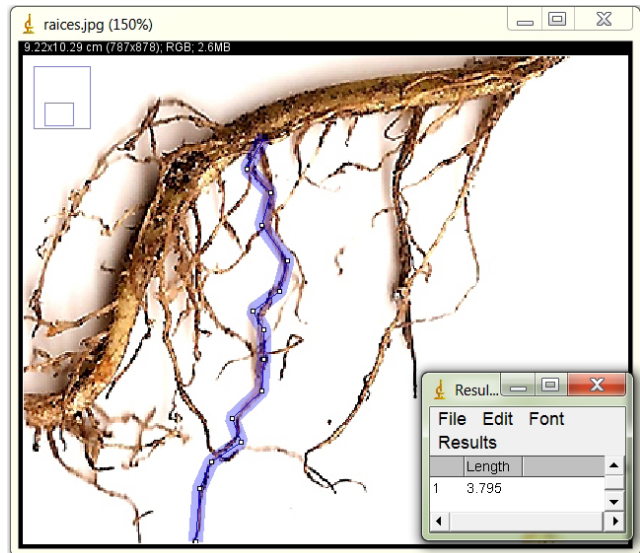 raices.jpg (150%)
9.22x10.29 cm (787x878); RGB; 2.6MB
Resul...
File Edit Font
Results
Length
1 3.795